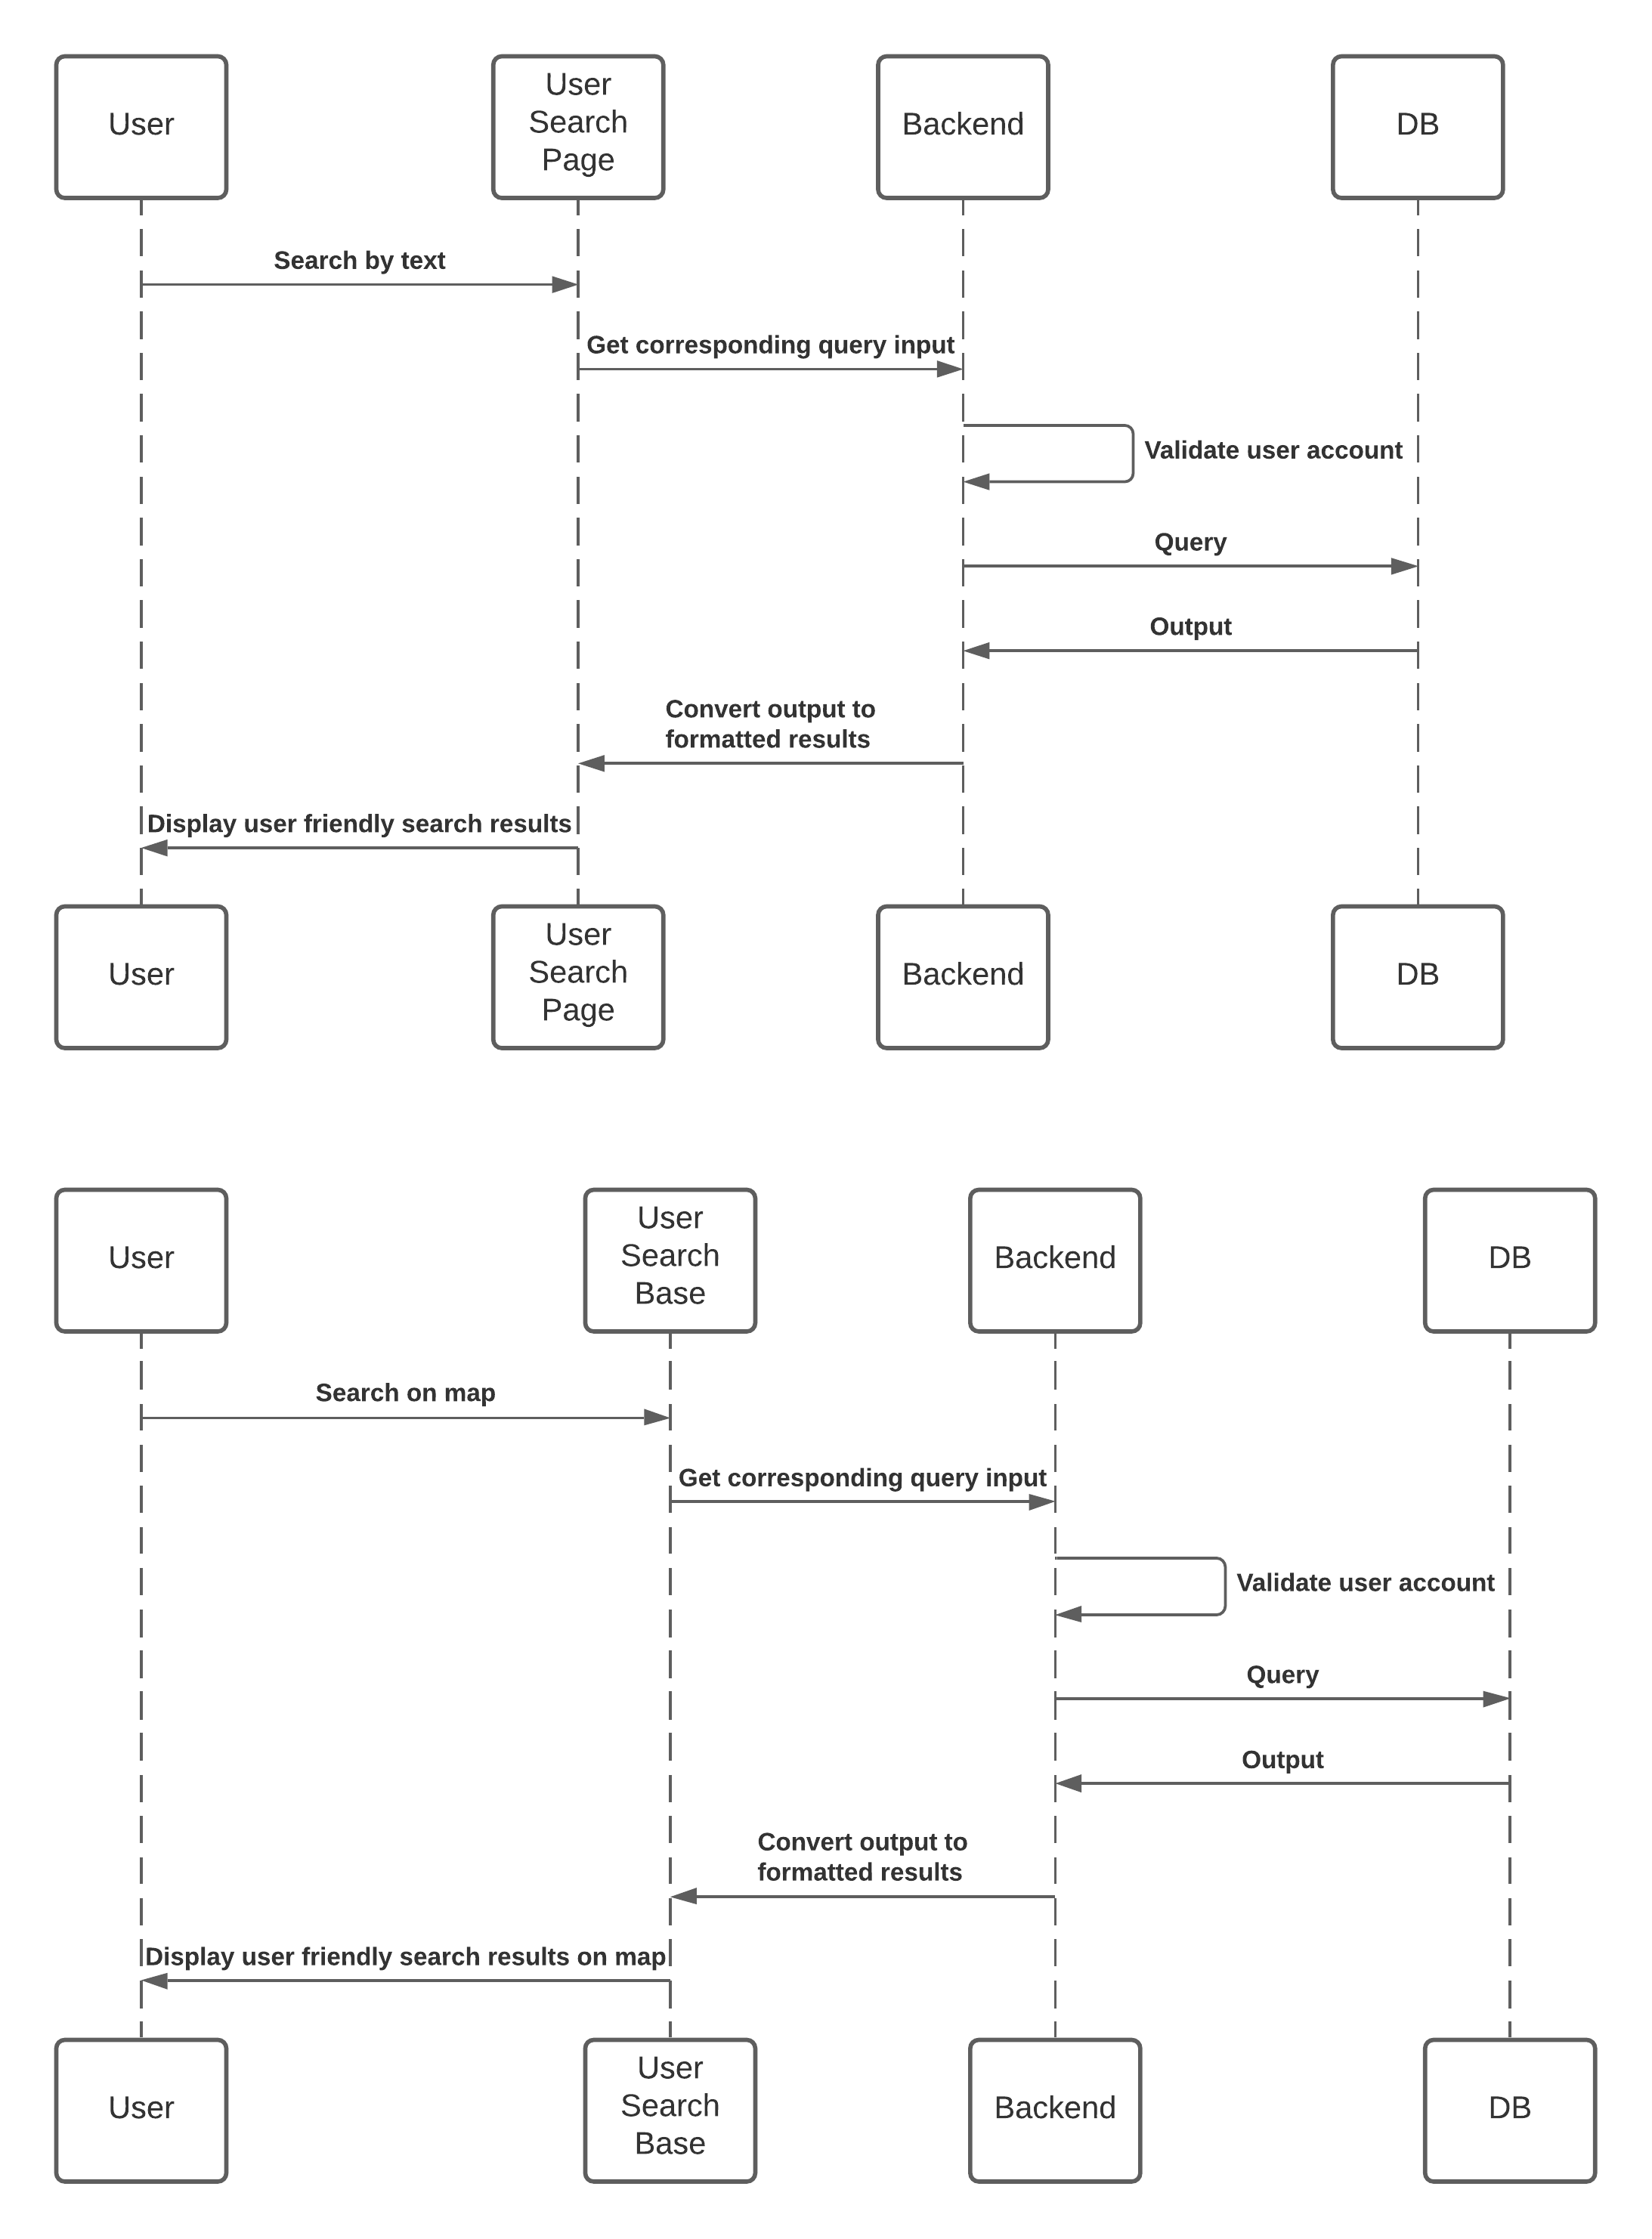 User
User
Search
Page
Backend
DB
Search by text
Get corresponding query input
Validate user account
Query
Output
Convert output to
formatted results
Display user friendly search results
User
User
Search
Page
Backend
DB
User
User
Search
Base
Backend
DB
Search on map
Get corresponding query input
Validate user account
Query
Output
Convert output to
formatted results
Display user friendly search results on map
User
User
Search
Base
Backend
DB